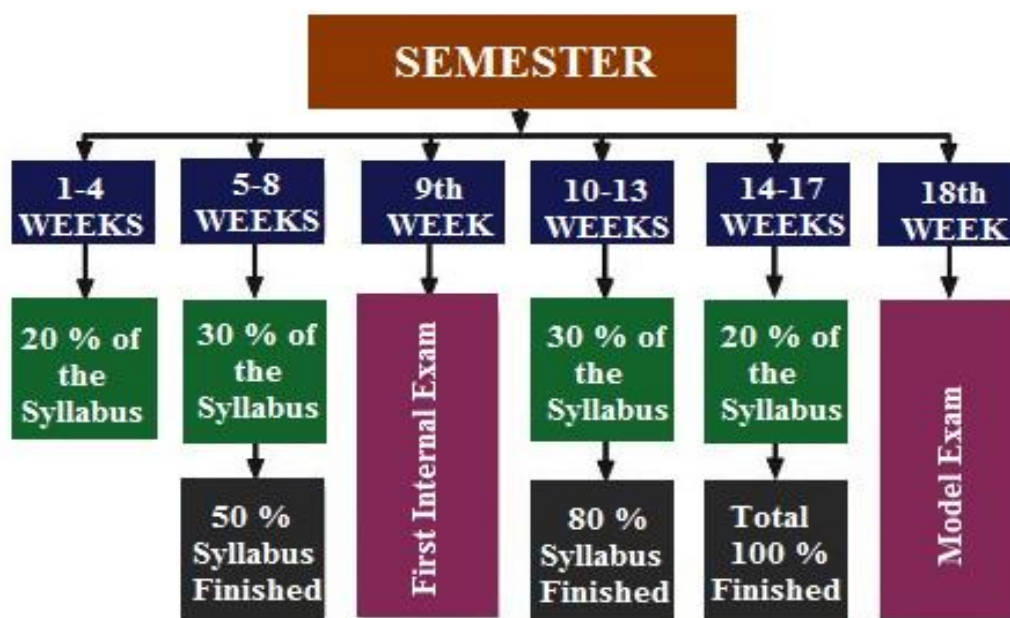 SEMESTER
1-4
WEEKS
5-8
WEEKS
9th
WEEK
10-13
WEEKS
14-17
WEEKS
18th
WEEK
20 % of
the
Syllabus
30 % of
the
Syllabus
First Internal Exam
30 % of
the
Syllabus
20 % of
the
Syllabus
Model Exam
50 %
Syllabus
Finished
80 %
Syllabus
Finished
Total
100 %
Finished